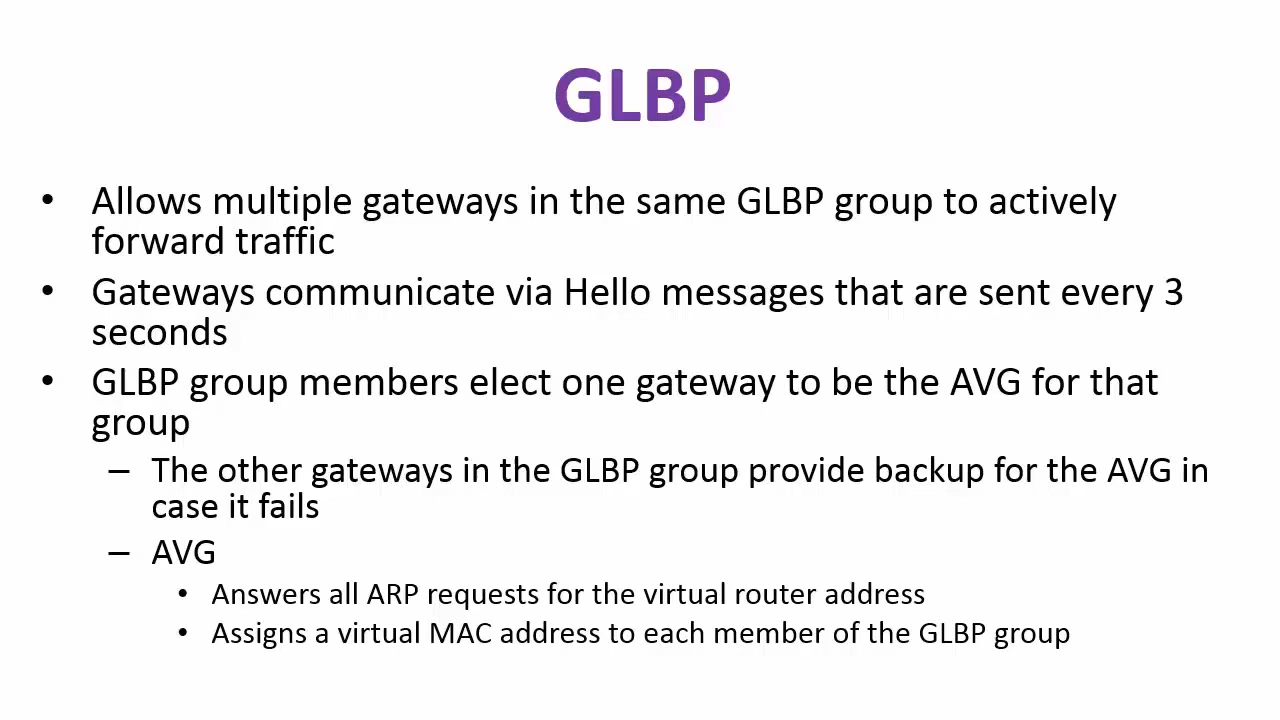 GLBP
• Allows multiple gateways in the same GLBP group to actively
forward traffic
• Gateways communicate via Hello messages that are sent every 3
seconds
• GLBP group members elect one gateway to be the AVG for that
group
– The other gateways in the GLBP group provide backup for the AVG in
case it fails
– AVG
• Answers all ARP requests for the virtual router address
• Assigns a virtual MAC address to each member of the GLBP group